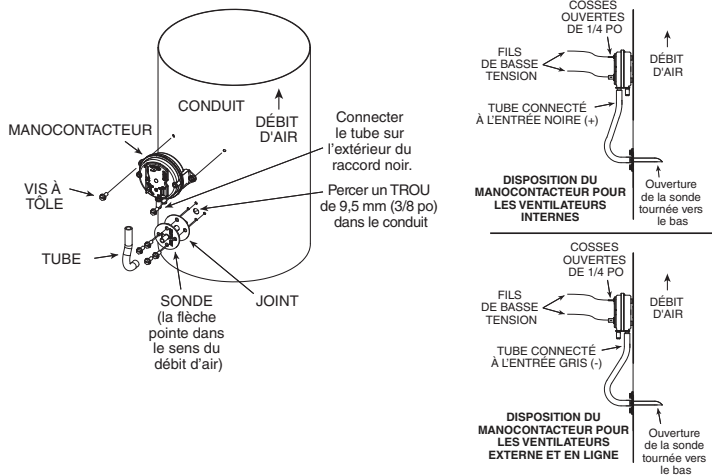 CONDUIT
DÉBIT
D'AIR
MANOCONTACTEUR
Connecter
le tube sur
l'extérieur du
raccord noir.
VIS À
TÔLE
Percer un TROU
de 9,5 mm (3/8 po)
dans le conduit
TUBE
SONDE
(la flèche
pointe dans
le sens du
débit d'air)
JOINT
COSSES
OUVERTES
DE 1/4 PO
FILS
DE BASSE
TENSION
DÉBIT
D'AIR
TUBE CONNECTÉ
À L'ENTRÉE NOIRE (+)
DISPOSITION DU
MANOCONTACTEUR POUR
LES VENTILATEURS
INTERNES
Ouverture
de la sonde
tournée vers
le bas
COSSES
OUVERTES
DE 1/4 PO
FILS
DE BASSE
TENSION
DÉBIT
D'AIR
TUBE CONNECTÉ
À L'ENTRÉE GRIS (-)
DISPOSITION DU
MANOCONTACTEUR POUR
LES VENTILATEURS
EXTERNE ET EN LIGNE
Ouverture
de la sonde
tournée vers
le bas